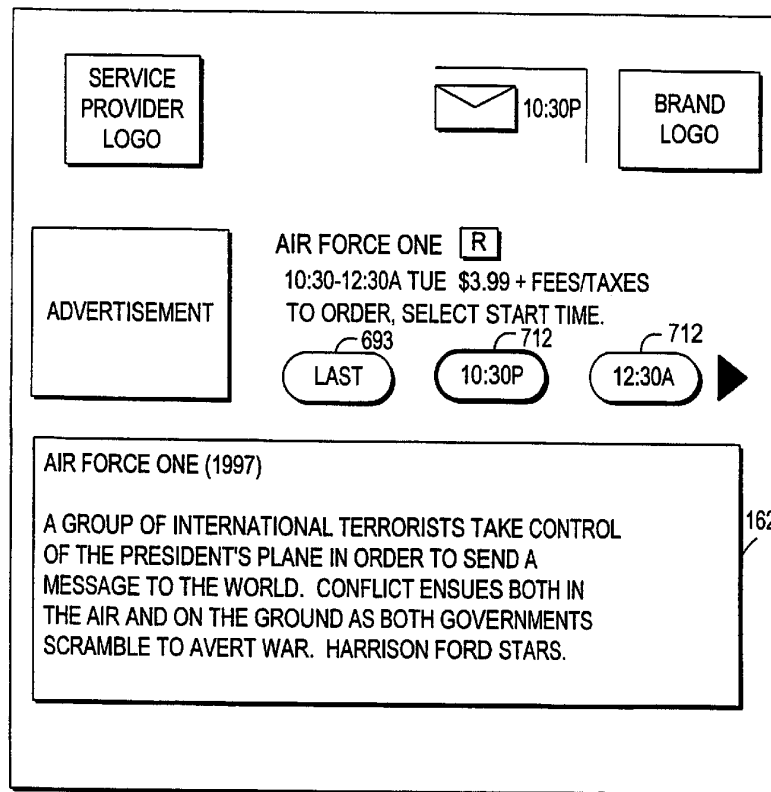 SERVICE
PROVIDER
LOGO
10:30P
BRAND
LOGO
ADVERTISEMENT
AIR FORCE ONE R
10:30-12:30A TUE $3.99 + FEES/TAXES
TO ORDER, SELECT START TIME.
693 712 712
LAST 10:30P 12:30A
AIR FORCE ONE (1997)
A GROUP OF INTERNATIONAL TERRORISTS TAKE CONTROL
OF THE PRESIDENT'S PLANE IN ORDER TO SEND A
MESSAGE TO THE WORLD. CONFLICT ENSUES BOTH IN
THE AIR AND ON THE GROUND AS BOTH GOVERNMENTS
SCRAMBLE TO AVERT WAR. HARRISON FORD STARS.
162